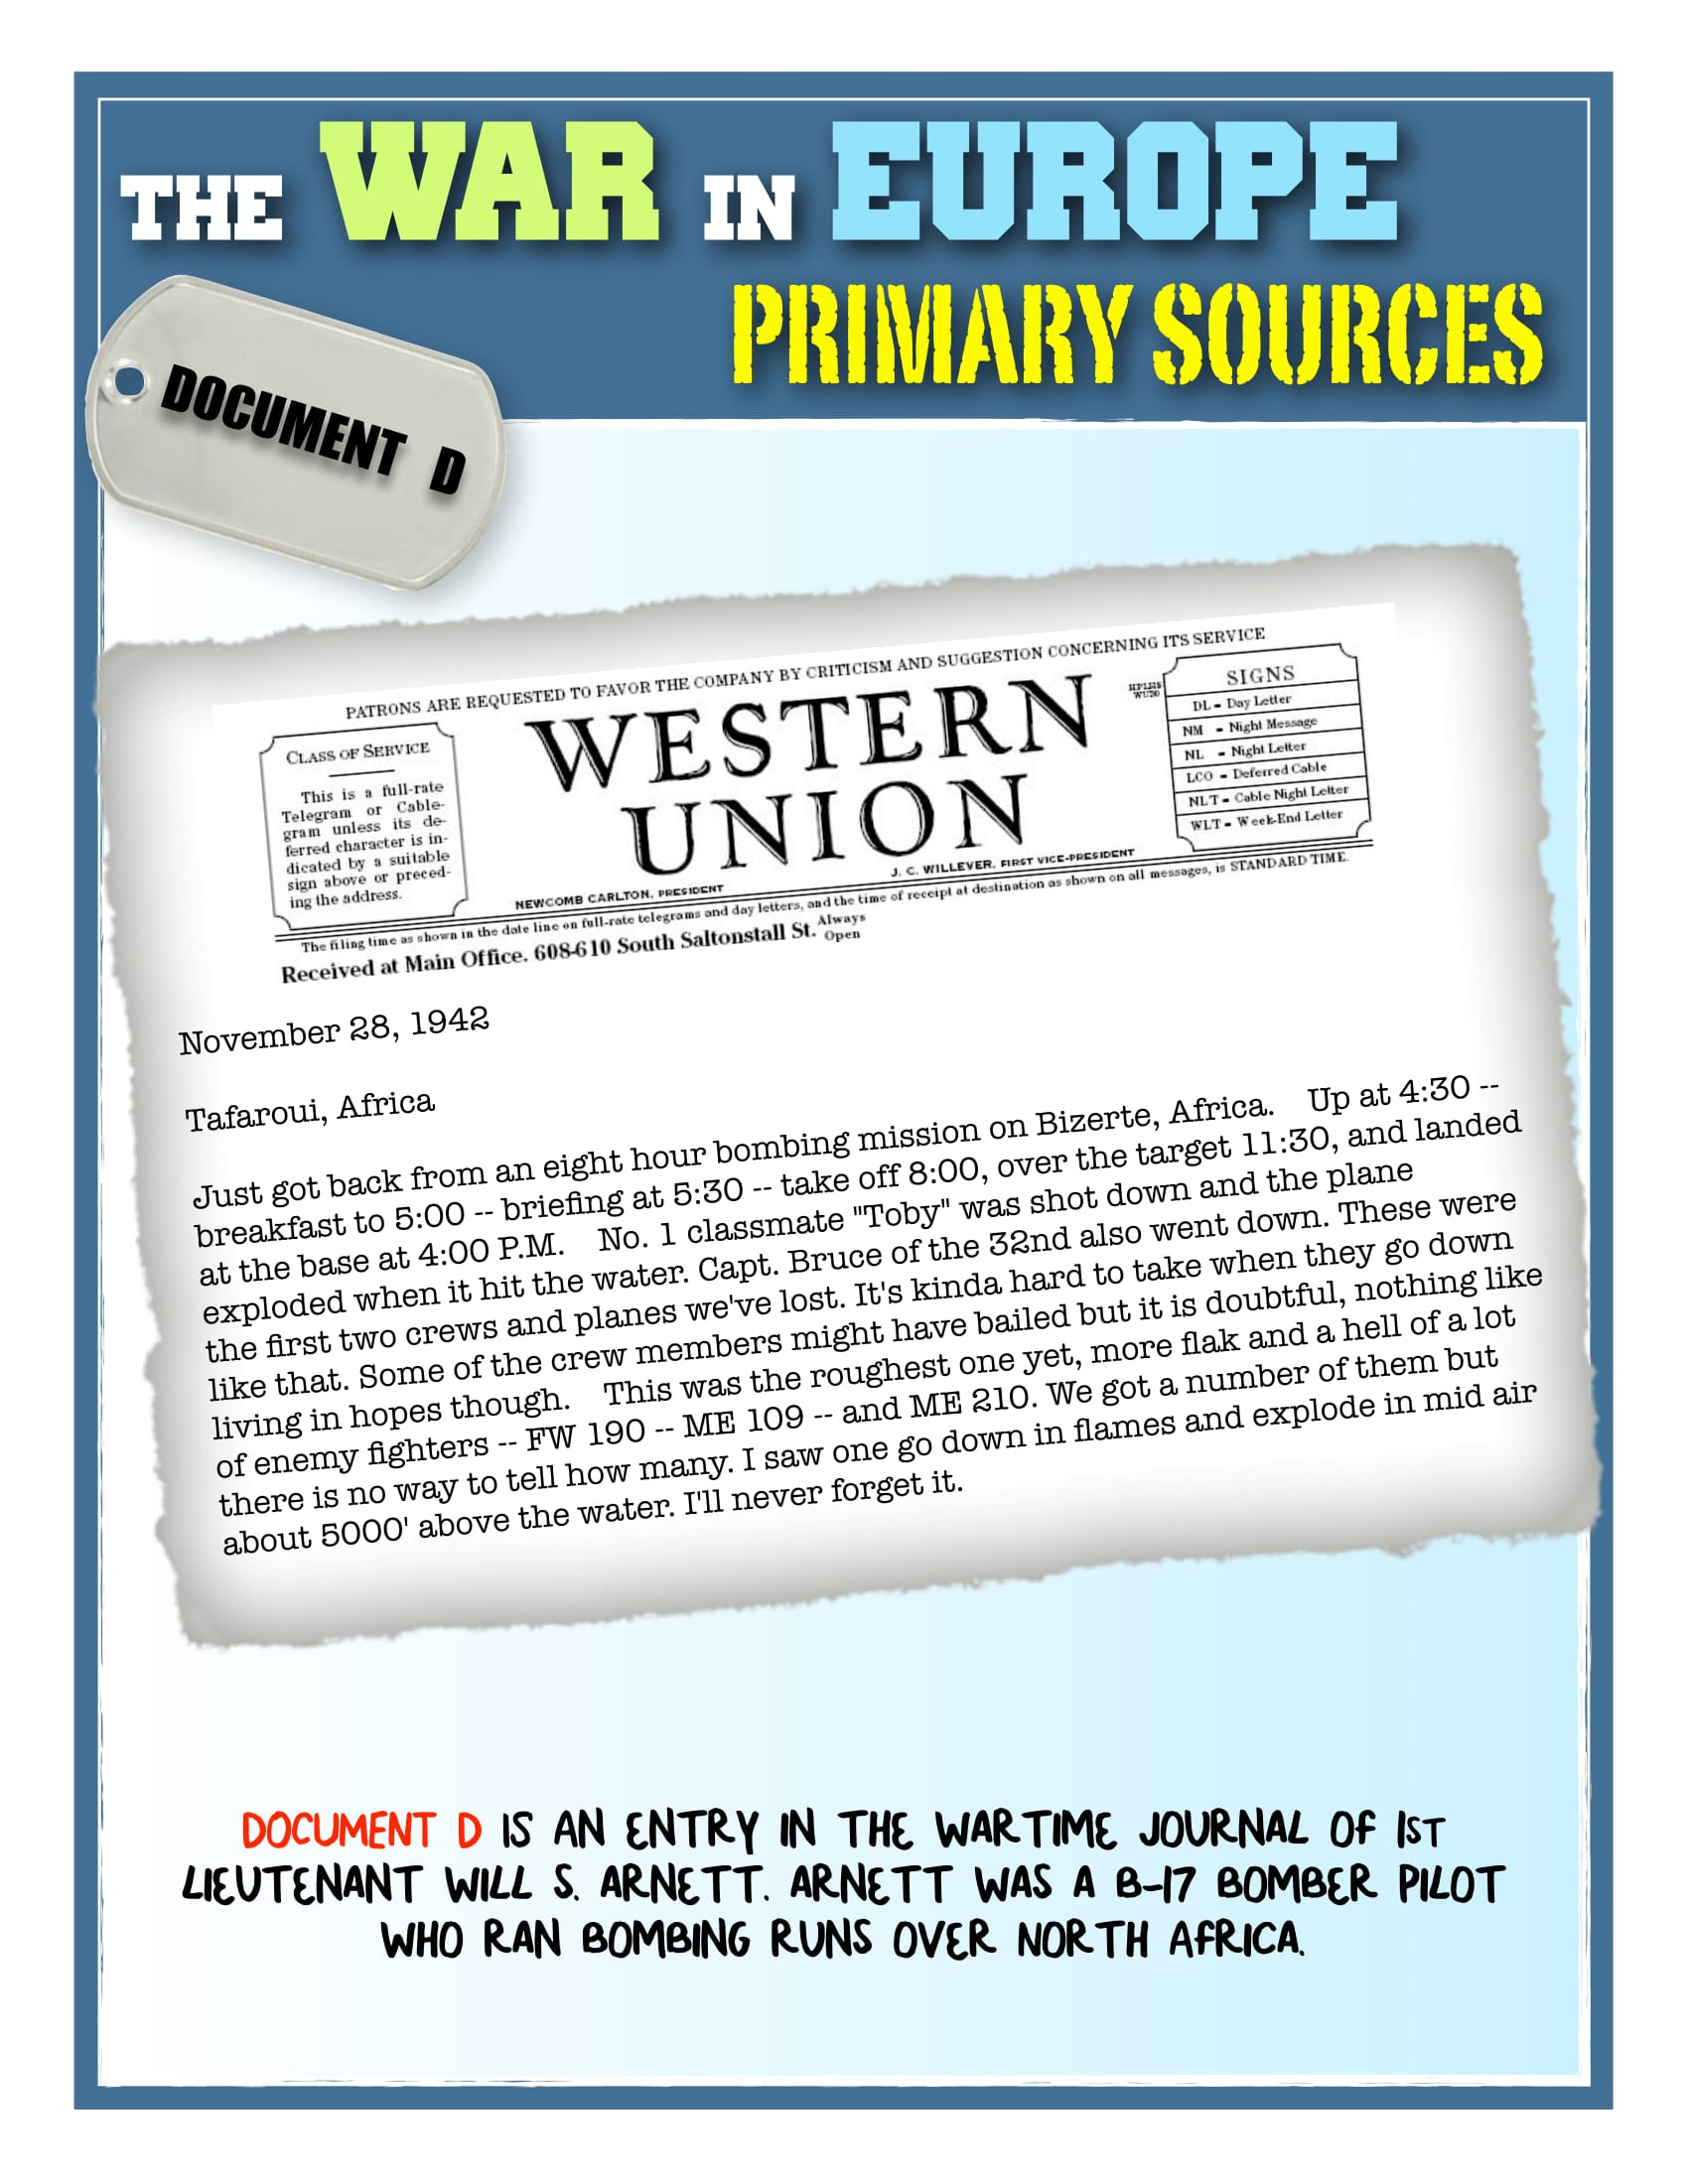 THE WAR IN EUROPE
PRIMARY SOURCES
DOCUMENT D
PATRONS ARE REQUESTED TO FAVOR THE COMPANY BY CRITICISM AND SUGGESTION CONCERNING ITS SERVICE
CLASS OF SERVICE
This is a full-rate
Telegram or Cable-
gram unless its de-
ferred character is in-
dicated by a suitable
sign above or preced-
ing the address.
WESTERN
UNION
NEWCOMB CARLTON, PRESIDENT
J. C. WILLEVER, FIRST VICE-PRESIDENT
SIGNS
DL - Day Letter
NM - Night Message
NL - Night Letter
LCO - Deferred Cable
NLT - Cable Night Letter
WLT - Week-End Letter
The filing time as shown in the date line on full-rate telegrams and day letters, and the time of receipt at destination as shown on all messages, is STANDARD TIME.
Received at Main Office. 608-610 South Saltonstall St. Always Open
November 28, 1942
Tafaroui, Africa
Just got back from an eight hour bombing mission on Bizerte, Africa. Up at 4:30 --
breakfast to 5:00 -- briefing at 5:30 -- take off 8:00, over the target 11:30, and landed
at the base at 4:00 P.M. No. 1 classmate "Toby" was shot down and the plane
exploded when it hit the water. Capt. Bruce of the 32nd also went down. These were
the first two crews and planes we've lost. It's kinda hard to take when they go down
like that. Some of the crew members might have bailed but it is doubtful, nothing like
living in hopes though. This was the roughest one yet, more flak and a hell of a lot
of enemy fighters -- FW 190 -- ME 109 -- and ME 210. We got a number of them but
there is no way to tell how many. I saw one go down in flames and explode in mid air
about 5000' above the water. I'll never forget it.
DOCUMENT D IS AN ENTRY IN THE WARTIME JOURNAL OF 1ST
LIEUTENANT WILL S. ARNETT. ARNETT WAS A B-17 BOMBER PILOT
WHO RAN BOMBING RUNS OVER NORTH AFRICA.